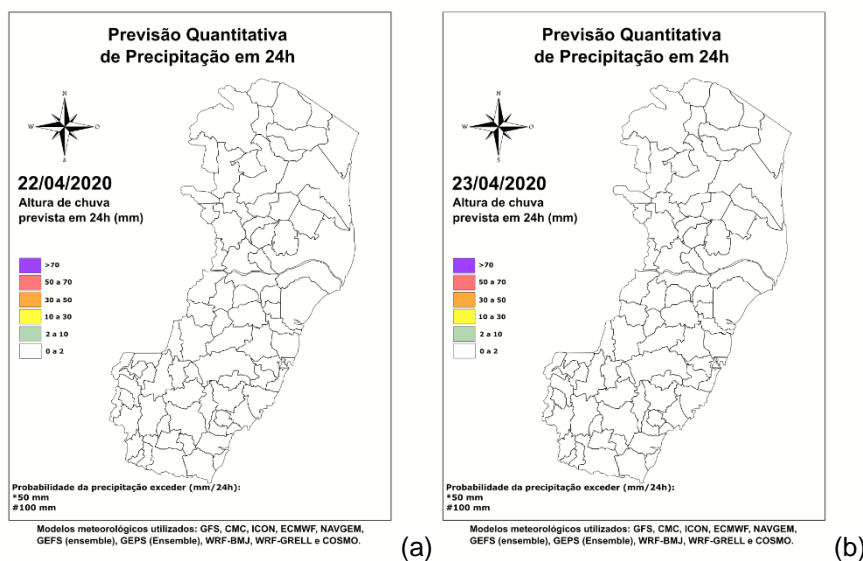 Previsão Quantitativa
de Precipitação em 24h
N
W
O
S
22/04/2020
Altura de chuva
prevista em 24h (mm)
>70
50 a 70
30 a 50
10 a 30
2 a 10
0 a 2
Probabilidade da precipitação exceder (mm/24h):
*50 mm
#100 mm
Modelos meteorológicos utilizados: GFS, CMC, ICON, ECMWF, NAVGEM,
GEFS (ensemble), GEPS (Ensemble), WRF-BMJ, WRF-GRELL e COSMO.
(a)
Previsão Quantitativa
de Precipitação em 24h
N
W
O
S
23/04/2020
Altura de chuva
prevista em 24h (mm)
>70
50 a 70
30 a 50
10 a 30
2 a 10
0 a 2
Probabilidade da precipitação exceder (mm/24h):
*50 mm
#100 mm
Modelos meteorológicos utilizados: GFS, CMC, ICON, ECMWF, NAVGEM,
GEFS (ensemble), GEPS (Ensemble), WRF-BMJ, WRF-GRELL e COSMO.
(b)